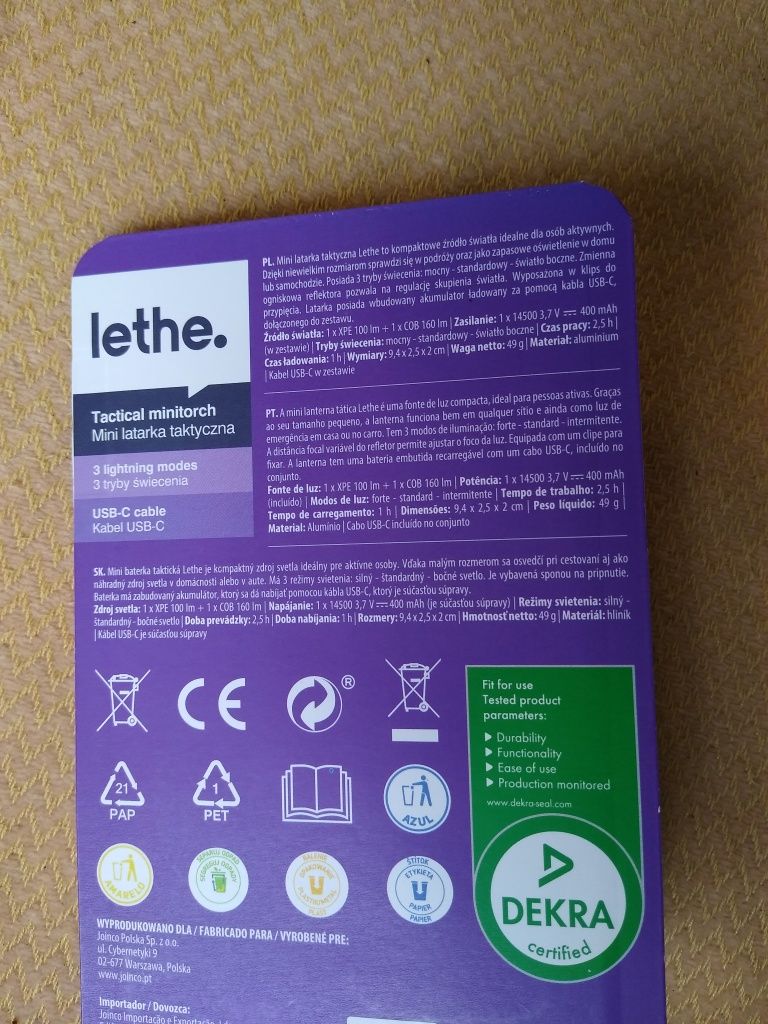 lethe.
Tactical minitorch
Mini latarka taktyczna
3 lightning modes
3 tryby świecenia
USB-C cable
Kabel USB-C
PL. Mini latarka taktyczna Lethe to kompaktowe źródło światła idealne dla osób aktywnych.
Dzięki niewielkim rozmiarom sprawdzi się w podróży oraz jako zapasowe oświetlenie w domu
lub samochodzie. Posiada 3 tryby świecenia: mocny - standardowy - światło boczne. Zmienna
ogniskowa reflektora pozwala na regulację skupienia światła. Wyposażona w klips do
przypięcia. Latarka posiada wbudowany akumulator ładowany za pomocą kabla USB-C,
dołączonego do zestawu.
Źródło światła: 1 x XPE 100 lm + 1 x COB 160 lm | Zasilanie: 1 x 14500 3,7 V ⎓ 400 mAh
(w zestawie) | Tryby świecenia: mocny - standardowy - światło boczne | Czas pracy: 2,5 h |
Czas ładowania: 1 h | Wymiary: 9,4 x 2,5 x 2 cm | Waga netto: 49 g | Materiał: aluminium
| Kabel USB-C w zestawie
PT. A mini lanterna tática Lethe é uma fonte de luz compacta, ideal para pessoas ativas. Graças
ao seu tamanho pequeno, a lanterna funciona bem em qualquer sítio e ainda como luz de
emergência em casa ou no carro. Tem 3 modos de iluminação: forte - standard - intermitente.
A distância focal variável do refletor permite ajustar o foco da luz. Equipada com um clipe para
fixar. A lanterna tem uma bateria embutida recarregável com um cabo USB-C, incluído no
conjunto.
Fonte de luz: 1 x XPE 100 lm + 1 x COB 160 lm | Potência: 1 x 14500 3,7 V ⎓ 400 mAh
(incluído) | Modos de luz: forte - standard - intermitente | Tempo de trabalho: 2,5 h |
Tempo de carregamento: 1 h | Dimensões: 9,4 x 2,5 x 2 cm | Peso líquido: 49 g |
Material: Alumínio | Cabo USB-C incluído no conjunto
SK. Mini baterka taktická Lethe je kompaktný zdroj svetla ideálny pre aktívne osoby. Vďaka malým rozmerom sa osvedčí pri cestovaní aj ako
náhradný zdroj svetla v domácnosti alebo v aute. Má 3 režimy svietenia: silný - štandardný - bočné svetlo. Je vybavená sponou na pripnutie.
Baterka má zabudovaný akumulátor, ktorý sa dá nabíjať pomocou kábla USB-C, ktorý je súčasťou súpravy.
Zdroj svetla: 1 x XPE 100 lm + 1 x COB 160 lm | Napájanie: 1 x 14500 3,7 V ⎓ 400 mAh (je súčasťou súpravy) | Režimy svietenia: silný -
štandardný - bočné svetlo | Doba prevádzky: 2,5 h | Doba nabíjania: 1 h | Rozmery: 9,4 x 2,5 x 2 cm | Hmotnosť netto: 49 g | Materiál: hliník
| Kábel USB-C je súčasťou súpravy
CE
®
21
PAP
1
PET
AZUL
AMARELO
SEPARUJ ODPAD
SEGREGUJ ODPADY
BALENIE
OPAKOWANIE
PLASTIK/METAL
PLAST
ŠTÍTOK
ETYKIETA
PAPIER
PAPIER
Fit for use
Tested product
parameters:
▶ Durability
▶ Functionality
▶ Ease of use
▶ Production monitored
www.dekra-seal.com
DEKRA
certified
WYPRODUKOWANO DLA / FABRICADO PARA / VYROBENÉ PRE:
Joinco Polska Sp. z o.o.
ul. Cybernetyki 9
02-677 Warszawa, Polska
www.joinco.pt
Importador / Dovozca:
Joinco Importação e Exportação,